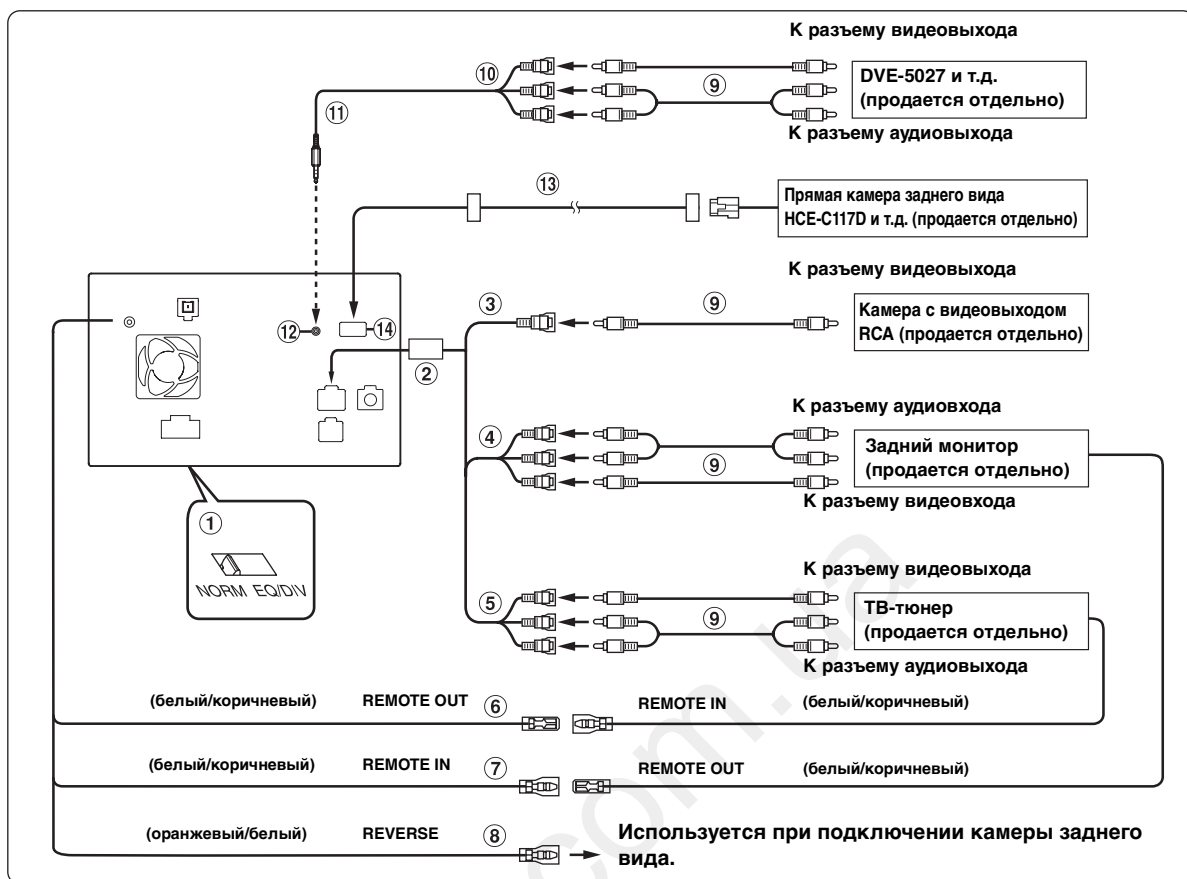 К разъему видеовыхода
⑩
⑨
DVE-5027 и т.д.
(продается отдельно)
⑪
К разъему аудиовыхода
⑬
Прямая камера заднего вида
HCE-C117D и т.д. (продается отдельно)
К разъему видеовыхода
③
⑨
Камера с видеовыходом
RCA (продается отдельно)
⑫
⑭
②
К разъему аудиовхода
④
⑨
Задний монитор
(продается отдельно)
К разъему видеовхода
①
NORM EQ/DIV
К разъему видеовыхода
⑤
⑨
ТВ-тюнер
(продается отдельно)
К разъему аудиовыхода
(белый/коричневый) REMOTE OUT ⑥ REMOTE IN (белый/коричневый)
(белый/коричневый) REMOTE IN ⑦ REMOTE OUT (белый/коричневый)
(оранжевый/белый) REVERSE ⑧ Используется при подключении камеры заднего
вида.
com.ua